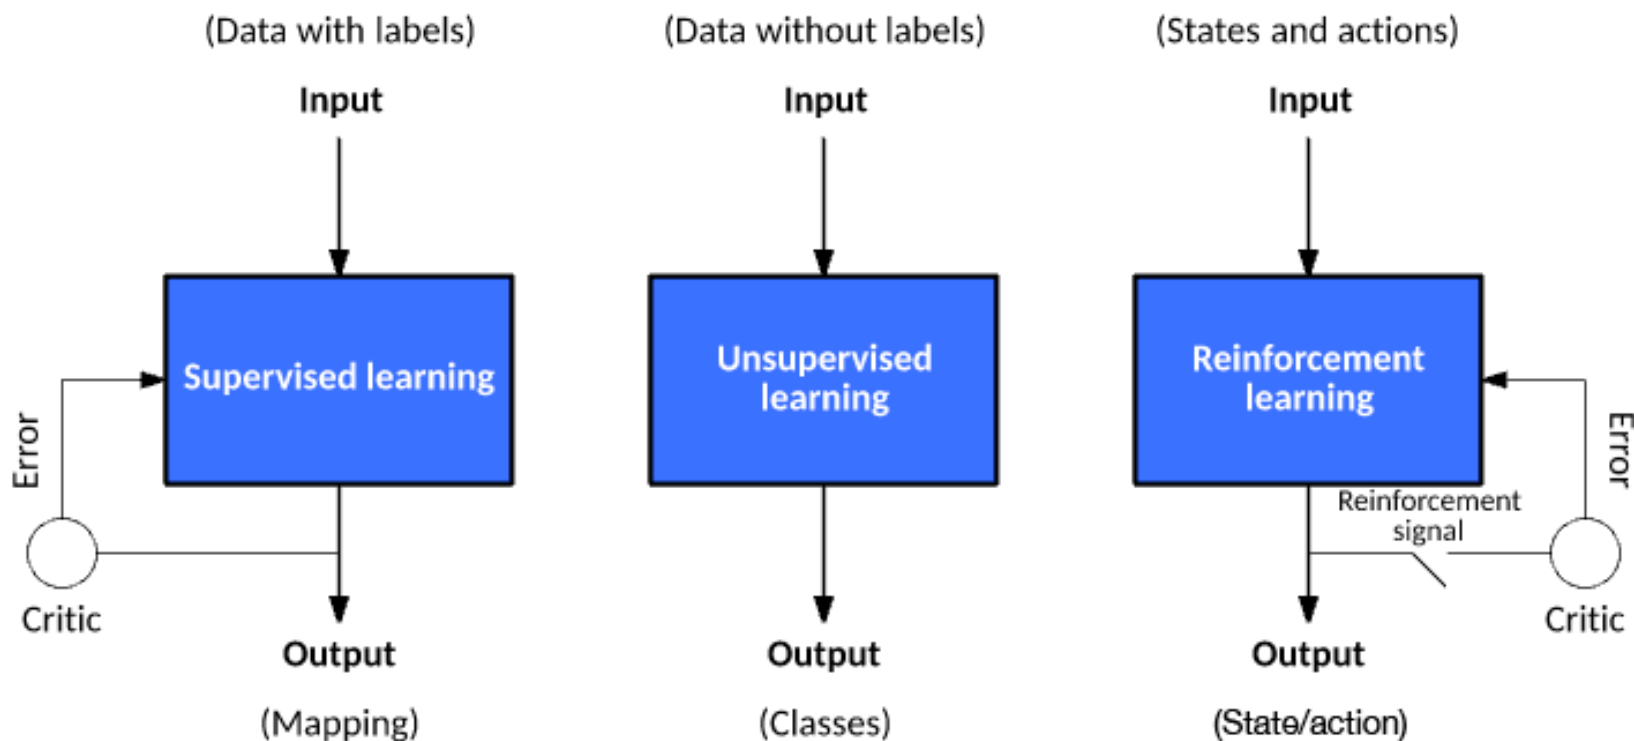 (Data with labels)
Input
Supervised learning
Error
Critic
Output
(Mapping)
(Data without labels)
Input
Unsupervised
learning
Output
(Classes)
(States and actions)
Input
Reinforcement
learning
Reinforcement
signal
Error
Critic
Output
(State/action)